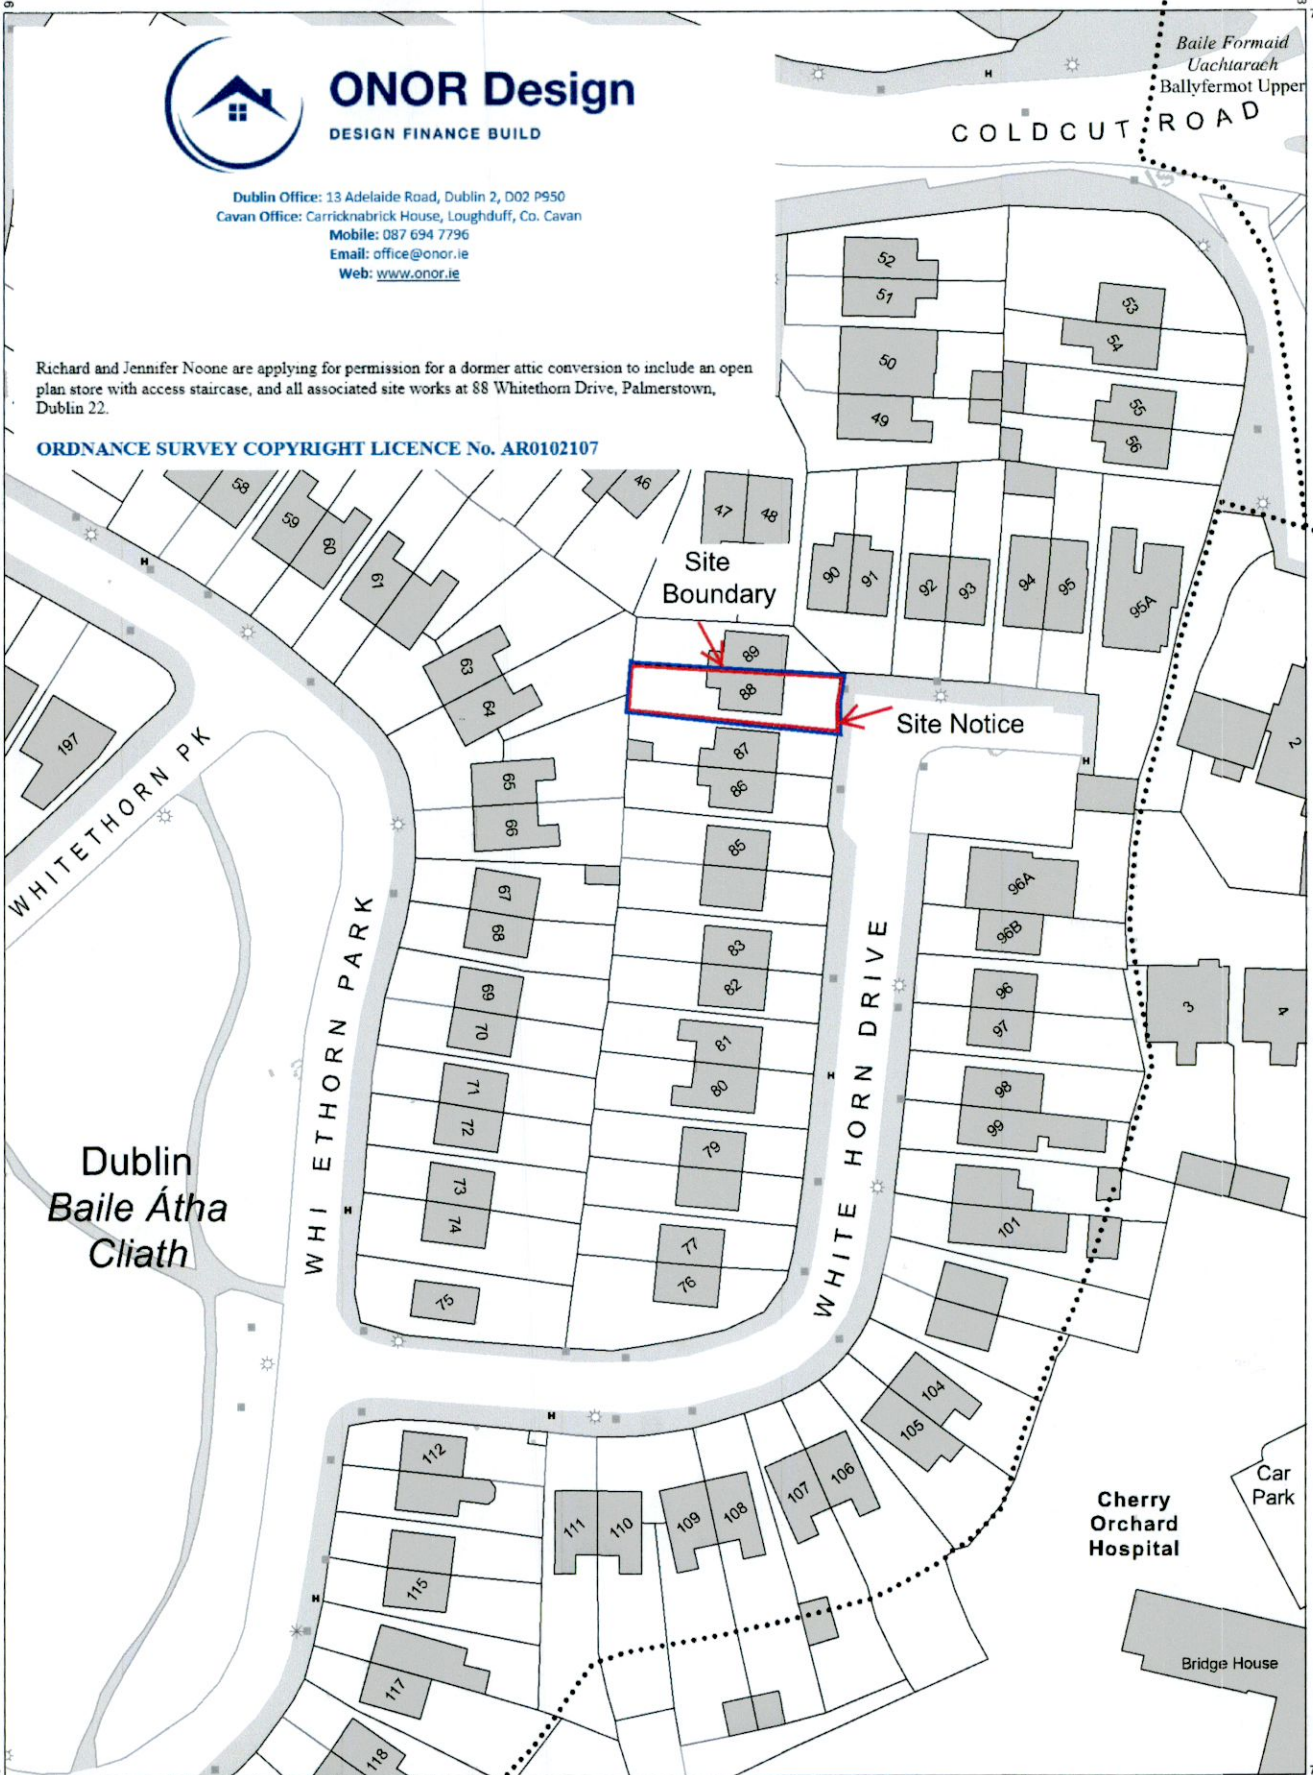 ONOR Design
DESIGN FINANCE BUILD
Dublin Office: 13 Adelaide Road, Dublin 2, D02 P950
Cavan Office: Carricknabrick House, Loughduff, Co. Cavan
Mobile: 087 694 7796
Email: office@onor.ie
Web: www.onor.ie
Richard and Jennifer Noone are applying for permission for a dormer attic conversion to include an open
plan store with access staircase, and all associated site works at 88 Whitethorn Drive, Palmerstown,
Dublin 22.
ORDNANCE SURVEY COPYRIGHT LICENCE No. AR0102107
Baile Formaid
Uachtarach
Ballyfermot Upper
COLDCUT ROAD
H
52
51
50
49
53
54
55
56
58
59
60
61
46
47
48
90
91
92
93
94
95
95A
H
Site
Boundary
63
64
89
88
Site Notice
197
WHITETHORN PK
65
66
87
86
H
2
85
67
68
83
82
96A
96B
69
70
81
80
96
97
3
4
WHI ETHORN PARK
WHITE HORN DRIVE
H
71
72
79
98
99
Dublin
Baile Átha
Cliath
73
74
H
77
76
101
75
104
105
H
112
111
110
109
108
107
106
Car
Park
Cherry
Orchard
Hospital
115
H
117
118
Bridge House